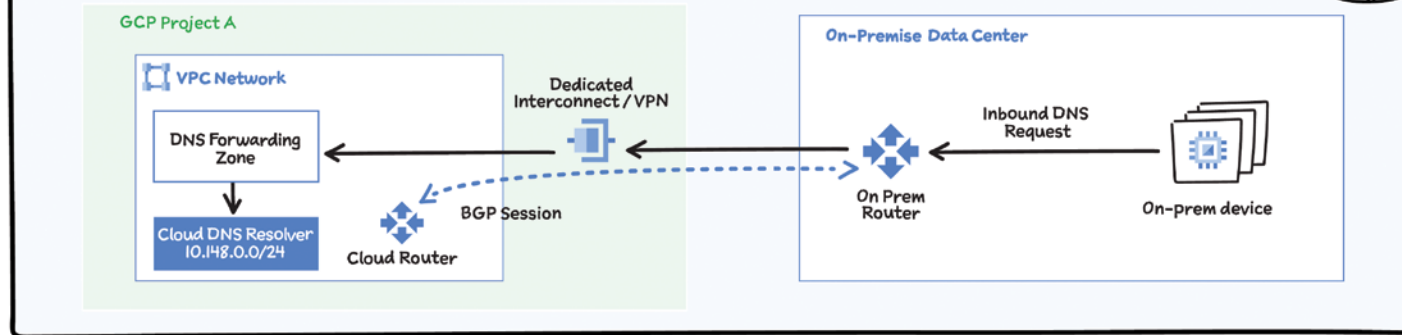 GCP Project A
VPC Network
DNS Forwarding
Zone
Cloud DNS Resolver
10.148.0.0/24
Cloud Router
BGP Session
Dedicated
Interconnect / VPN
On-Premise Data Center
On Prem
Router
Inbound DNS
Request
On-prem device